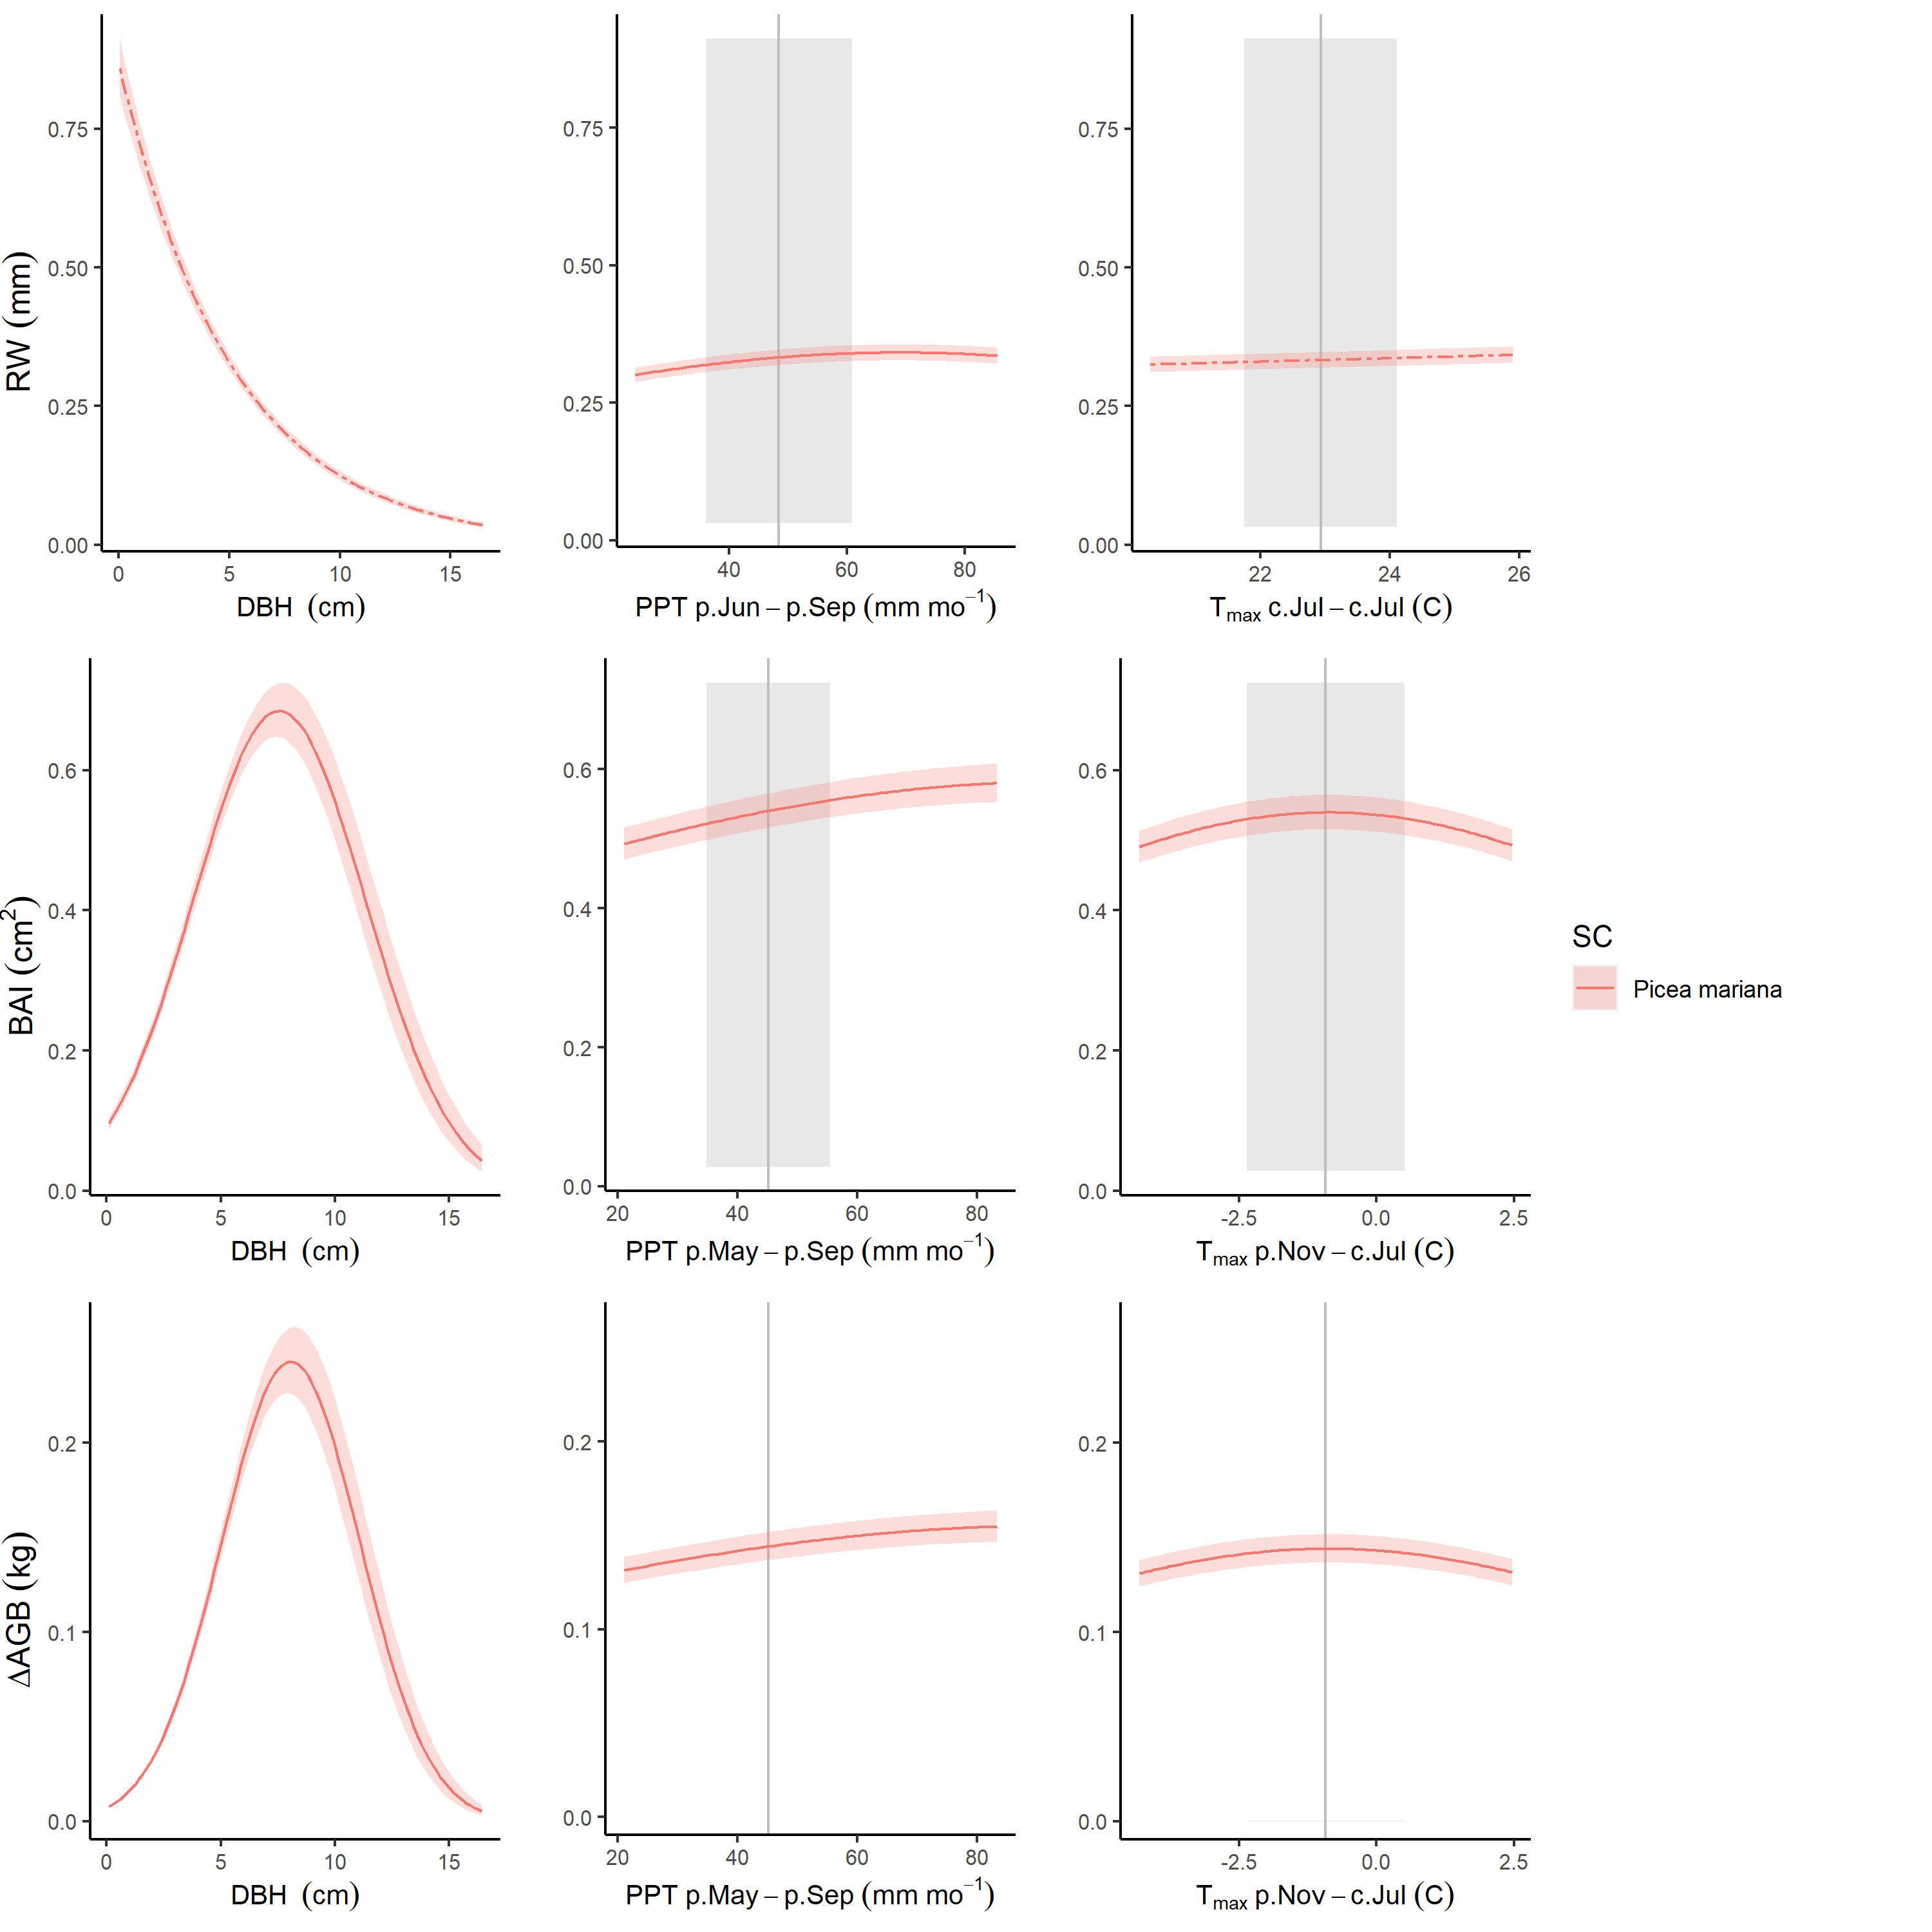 RW (mm)
0.75
0.50
0.25
0.00
0 5 10 15
DBH (cm)
0.75
0.50
0.25
0.00
40 60 80
PPT p.Jun – p.Sep (mm mo⁻¹)
0.75
0.50
0.25
0.00
22 24 26
Tₘₐₓ c.Jul – c.Jul (C)
BAI (cm²)
0.6
0.4
0.2
0.0
0 5 10 15
DBH (cm)
0.6
0.4
0.2
0.0
20 40 60 80
PPT p.May – p.Sep (mm mo⁻¹)
0.6
0.4
0.2
0.0
-2.5 0.0 2.5
Tₘₐₓ p.Nov – c.Jul (C)
SC
Picea mariana
ΔAGB (kg)
0.2
0.1
0.0
0 5 10 15
DBH (cm)
0.2
0.1
0.0
20 40 60 80
PPT p.May – p.Sep (mm mo⁻¹)
0.2
0.1
0.0
-2.5 0.0 2.5
Tₘₐₓ p.Nov – c.Jul (C)